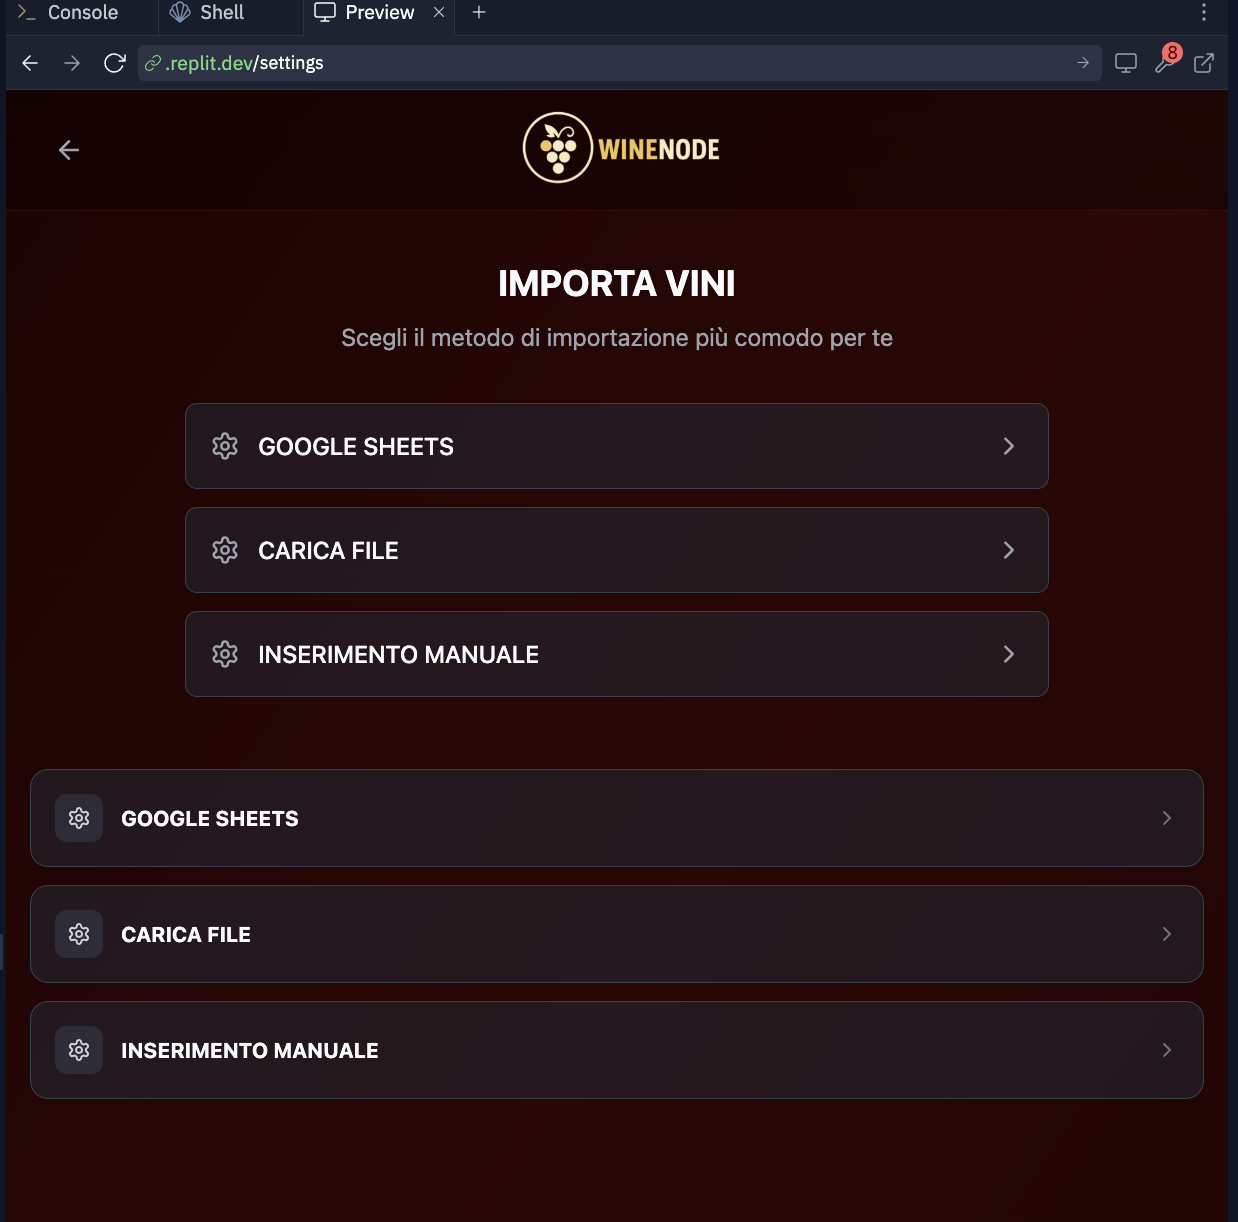 Console
Shell
Preview
8
.replit.dev/settings
WINENODE
IMPORTA VINI
Scegli il metodo di importazione più comodo per te
GOOGLE SHEETS
CARICA FILE
INSERIMENTO MANUALE
GOOGLE SHEETS
CARICA FILE
INSERIMENTO MANUALE